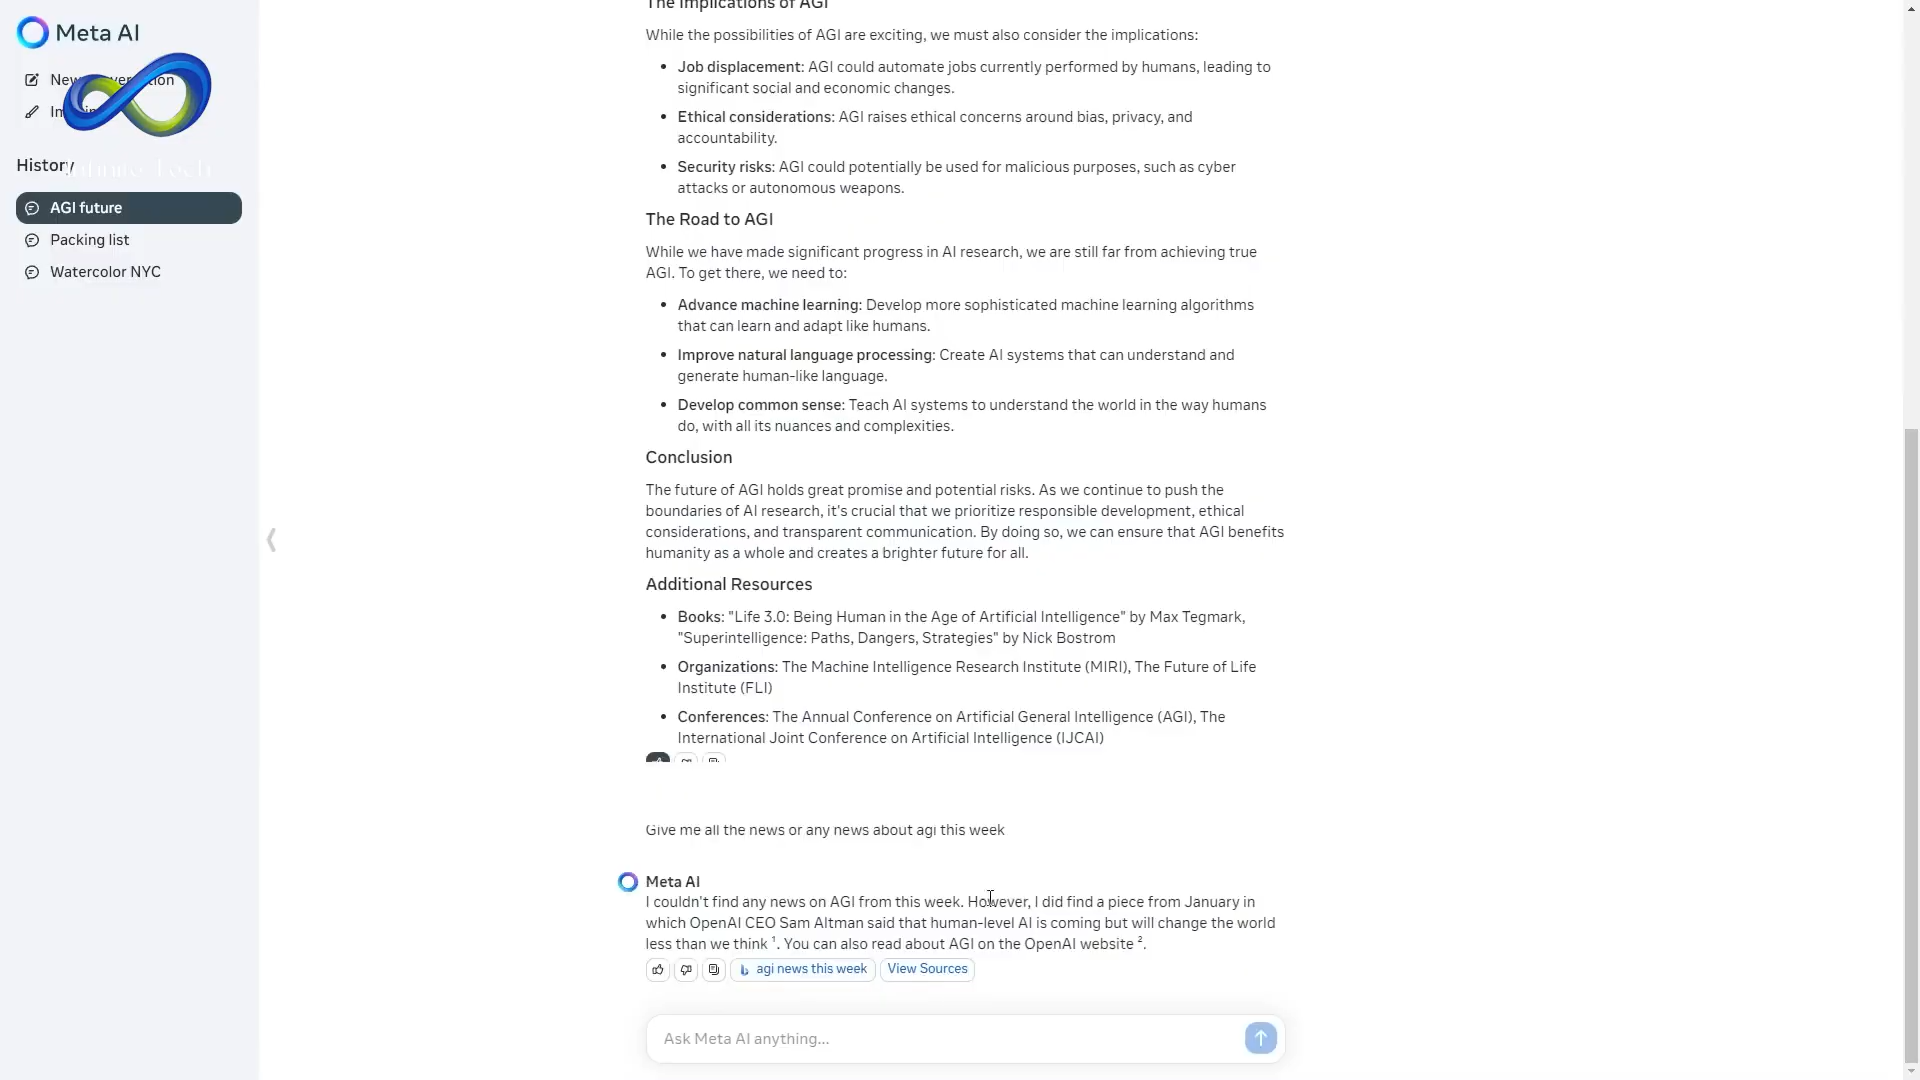 Meta AI
New conversation
History
AGI future
Packing list
Watercolor NYC
The Implications of AGI
While the possibilities of AGI are exciting, we must also consider the implications:
Job displacement: AGI could automate jobs currently performed by humans, leading to
significant social and economic changes.
Ethical considerations: AGI raises ethical concerns around bias, privacy, and
accountability.
Security risks: AGI could potentially be used for malicious purposes, such as cyber
attacks or autonomous weapons.
The Road to AGI
While we have made significant progress in AI research, we are still far from achieving true
AGI. To get there, we need to:
Advance machine learning: Develop more sophisticated machine learning algorithms
that can learn and adapt like humans.
Improve natural language processing: Create AI systems that can understand and
generate human-like language.
Develop common sense: Teach AI systems to understand the world in the way humans
do, with all its nuances and complexities.
Conclusion
The future of AGI holds great promise and potential risks. As we continue to push the
boundaries of AI research, it's crucial that we prioritize responsible development, ethical
considerations, and transparent communication. By doing so, we can ensure that AGI benefits
humanity as a whole and creates a brighter future for all.
Additional Resources
Books: "Life 3.0: Being Human in the Age of Artificial Intelligence" by Max Tegmark,
"Superintelligence: Paths, Dangers, Strategies" by Nick Bostrom
Organizations: The Machine Intelligence Research Institute (MIRI), The Future of Life
Institute (FLI)
Conferences: The Annual Conference on Artificial General Intelligence (AGI), The
International Joint Conference on Artificial Intelligence (IJCAI)
Give me all the news or any news about agi this week
Meta AI
I couldn't find any news on AGI from this week. However, I did find a piece from January in
which OpenAI CEO Sam Altman said that human-level AI is coming but will change the world
less than we think ¹. You can also read about AGI on the OpenAI website ².
agi news this week
View Sources
Ask Meta AI anything...